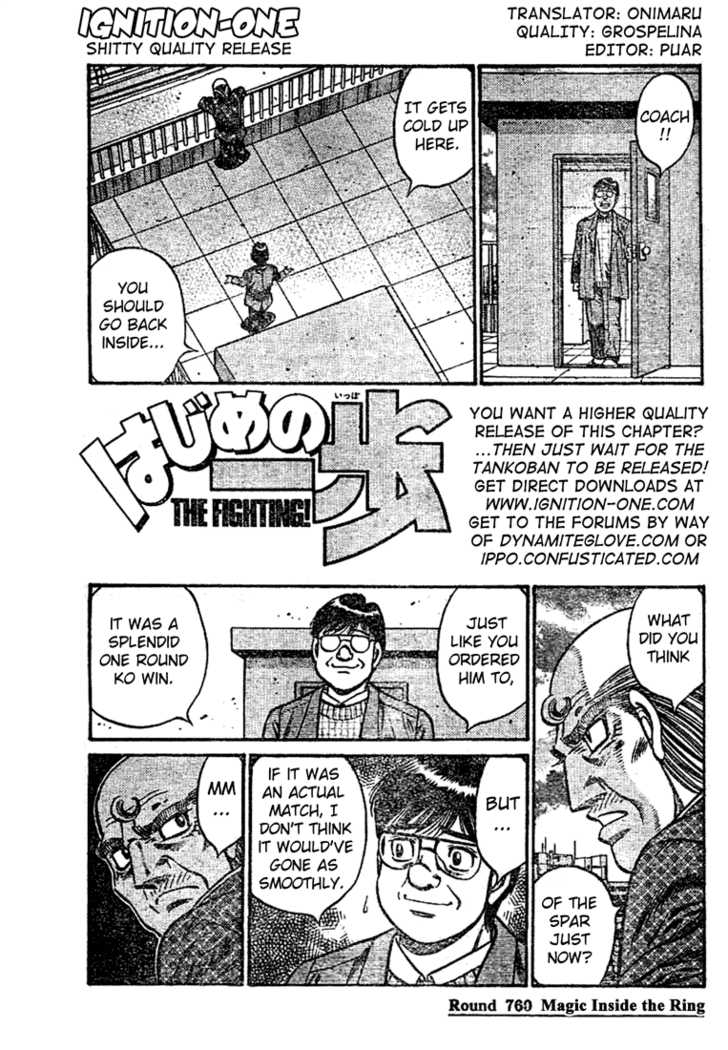 IGNITION-ONE
SHITTY QUALITY RELEASE
TRANSLATOR: ONIMARU
QUALITY: GROSPELINA
EDITOR: PUAR
COACH
!!
IT GETS
COLD UP
HERE.
YOU
SHOULD
GO BACK
INSIDE...
はじめの一歩
いっぽ
THE FIGHTING!
YOU WANT A HIGHER QUALITY
RELEASE OF THIS CHAPTER?
...THEN JUST WAIT FOR THE
TANKOBAN TO BE RELEASED!
GET DIRECT DOWNLOADS AT
WWW.IGNITION-ONE.COM
GET TO THE FORUMS BY WAY
OF DYNAMITEGLOVE.COM OR
IPPO.CONFUSTICATED.COM
WHAT
DID YOU
THINK
OF THE
SPAR
JUST
NOW?
JUST
LIKE YOU
ORDERED
HIM TO,
IT WAS A
SPLENDID
ONE ROUND
KO WIN.
BUT
...
IF IT WAS
AN ACTUAL
MATCH, I
DON'T THINK
IT WOULD'VE
GONE AS
SMOOTHLY.
MM
...
Round 760 Magic Inside the Ring